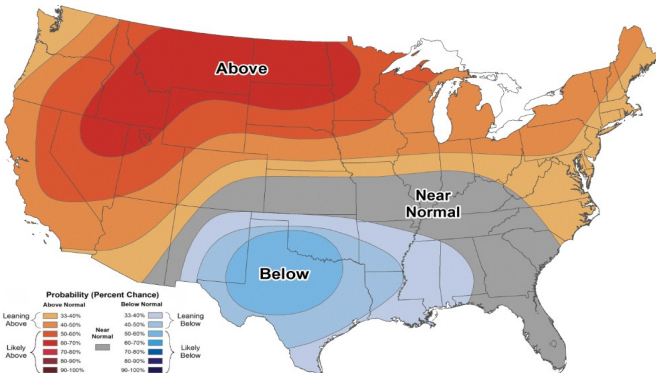 Above
Near
Normal
Below
Probability (Percent Chance)
Above Normal
Below Normal
Leaning
Above
33-40%
40-50%
Likely
Above
50-60%
60-70%
70-80%
80-90%
90-100%
Near
Normal
33-40%
40-50%
Leaning
Below
50-60%
60-70%
70-80%
80-90%
90-100%
Likely
Below